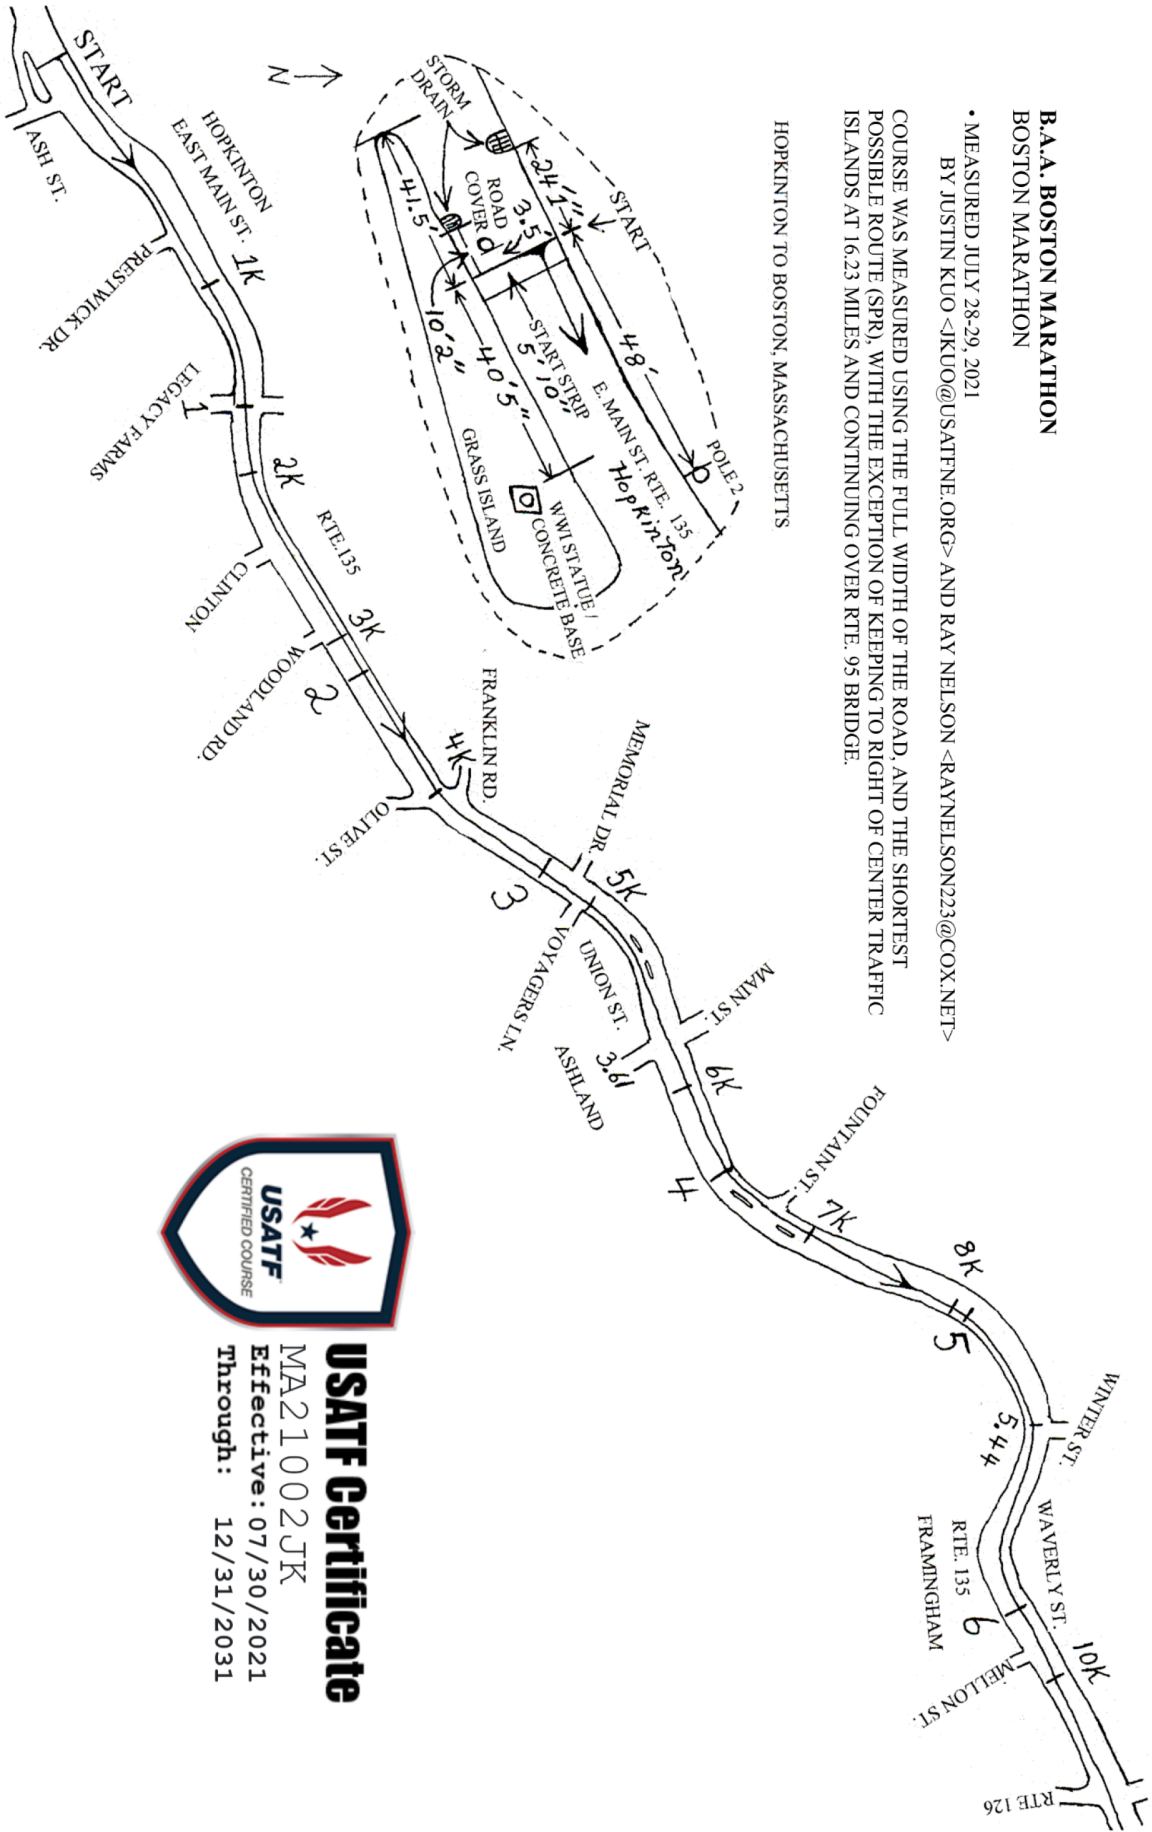 B.A.A. BOSTON MARATHON
BOSTON MARATHON
• MEASURED JULY 28-29, 2021
BY JUSTIN KUO <JKUO@USATFNE.ORG> AND RAY NELSON <RAYNELSON223@COX.NET>
COURSE WAS MEASURED USING THE FULL WIDTH OF THE ROAD, AND THE SHORTEST
POSSIBLE ROUTE (SPR), WITH THE EXCEPTION OF KEEPING TO RIGHT OF CENTER TRAFFIC
ISLANDS AT 16.23 MILES AND CONTINUING OVER RTE. 95 BRIDGE.
HOPKINTON TO BOSTON, MASSACHUSETTS
N
STORM
DRAIN
24'1"
START
48'
POLE 2
ROAD
COVER
3.5'
E. MAIN ST. RTE. 135
Hopkinton
START STRIP
5'10"
41.5'
10'2"
40'5"
WWI STATUE /
CONCRETE BASE
GRASS ISLAND
START
ASH ST.
HOPKINTON
EAST MAIN ST.
1K
PRESTWICK DR.
LEGACY FARMS
1
2K
RTE.135
CLINTON
3K
WOODLAND RD.
2
4K
FRANKLIN RD.
OLIVE ST.
3
MEMORIAL DR.
5K
VOYAGERS LN.
UNION ST.
MAIN ST.
3.61
ASHLAND
6K
4
FOUNTAIN ST.
7K
8K
5
WINTER ST.
5.44
WAVERLY ST.
RTE. 135
FRAMINGHAM
6
MELLON ST.
10K
RTE 126
USATF
CERTIFIED COURSE
USATF Certificate
MA21002JK
Effective: 07/30/2021
Through: 12/31/2031